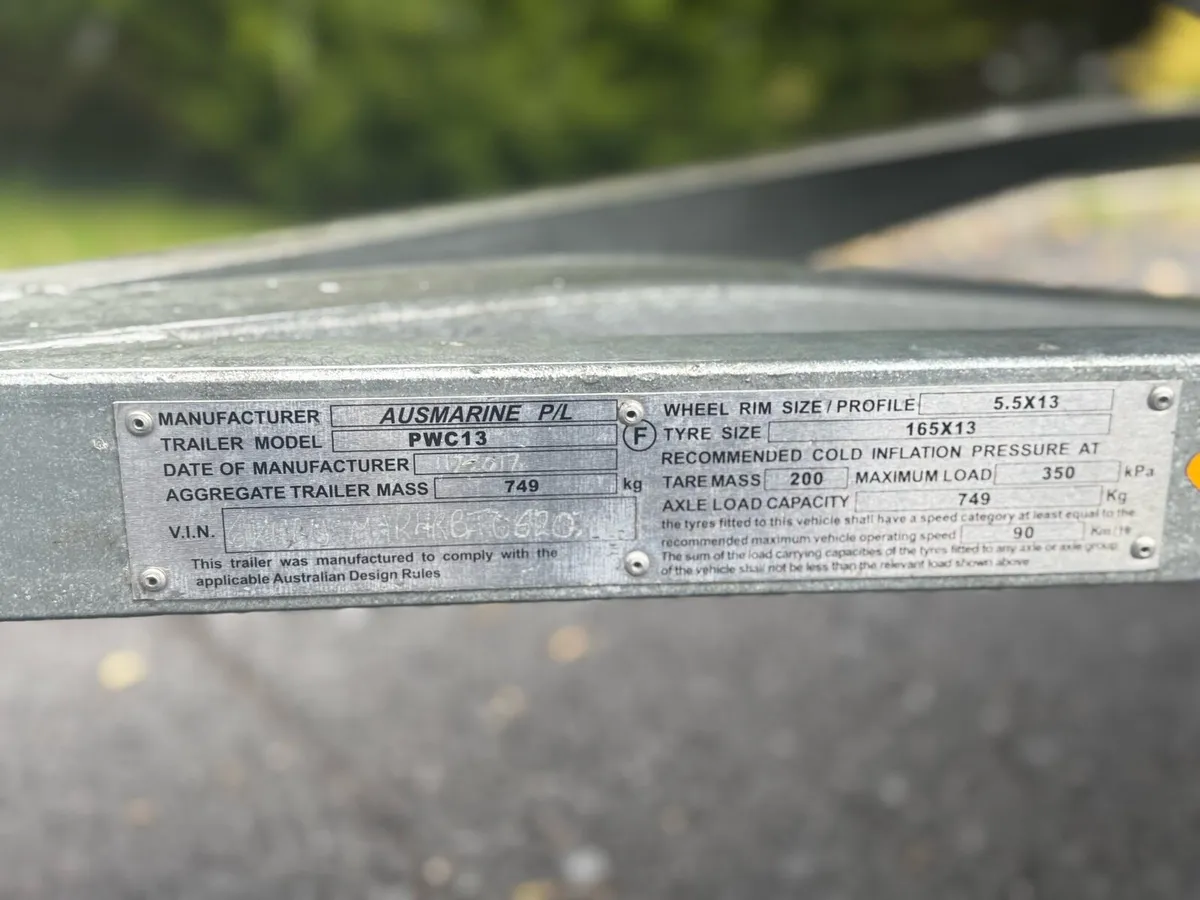 MANUFACTURER AUSMARINE P/L
TRAILER MODEL PWC13
DATE OF MANUFACTURER
AGGREGATE TRAILER MASS 749 kg
V.I.N.
This trailer was manufactured to comply with the
applicable Australian Design Rules
F
WHEEL RIM SIZE/PROFILE 5.5X13
TYRE SIZE 165X13
RECOMMENDED COLD INFLATION PRESSURE AT
TARE MASS 200 MAXIMUM LOAD 350 kPa
AXLE LOAD CAPACITY 749 Kg
the tyres fitted to this vehicle shall have a speed category at least equal to the
recommended maximum vehicle operating speed 90 Km/Hr
The sum of the load carrying capacities of the tyres fitted to any axle or axle group
of the vehicle shall not be less than the relevant load shown above